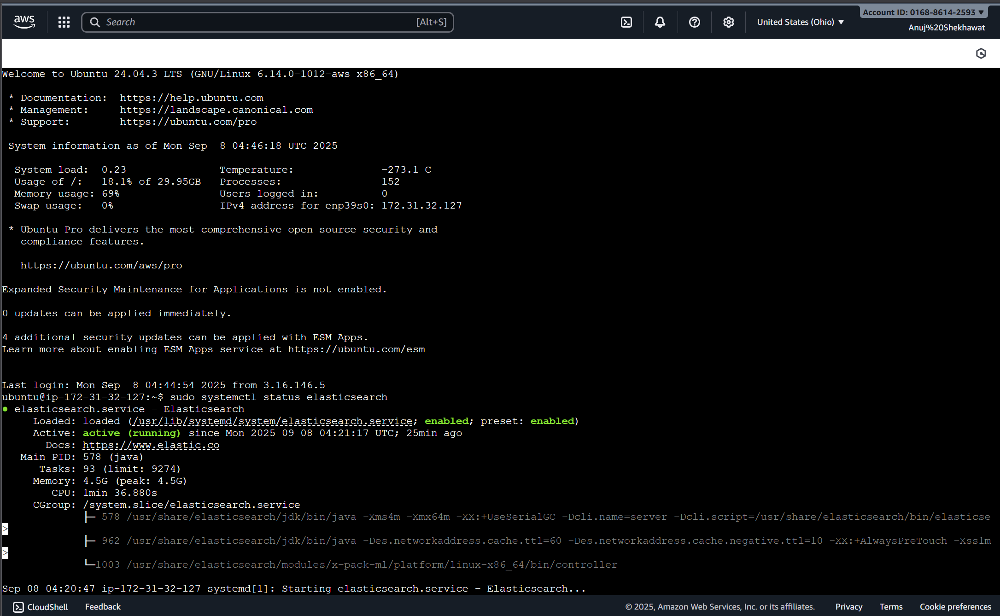 aws
Search
[Alt+S]
United States (Ohio)
Account ID: 0168-8614-2593
Anuj%20Shekhawat
Welcome to Ubuntu 24.04.3 LTS (GNU/Linux 6.14.0-1012-aws x86_64)
* Documentation:  https://help.ubuntu.com
* Management:     https://landscape.canonical.com
* Support:        https://ubuntu.com/pro
System information as of Mon Sep  8 04:46:18 UTC 2025
System load:  0.23               Temperature:              -273.1 C
Usage of /:   18.1% of 29.95GB   Processes:                152
Memory usage: 69%                Users logged in:          0
Swap usage:   0%                 IPv4 address for enp39s0: 172.31.32.127
* Ubuntu Pro delivers the most comprehensive open source security and
compliance features.
https://ubuntu.com/aws/pro
Expanded Security Maintenance for Applications is not enabled.
0 updates can be applied immediately.
4 additional security updates can be applied with ESM Apps.
Learn more about enabling ESM Apps service at https://ubuntu.com/esm
Last login: Mon Sep  8 04:44:54 2025 from 3.16.146.5
ubuntu@ip-172-31-32-127:~$ sudo systemctl status elasticsearch
● elasticsearch.service - Elasticsearch
Loaded: loaded (/usr/lib/systemd/system/elasticsearch.service; enabled; preset: enabled)
Active: active (running) since Mon 2025-09-08 04:21:17 UTC; 25min ago
Docs: https://www.elastic.co
Main PID: 578 (java)
Tasks: 93 (limit: 9274)
Memory: 4.5G (peak: 4.5G)
CPU: 1min 36.880s
CGroup: /system.slice/elasticsearch.service
├─ 578 /usr/share/elasticsearch/jdk/bin/java -Xms4m -Xmx64m -XX:+UseSerialGC -Dcli.name=server -Dcli.script=/usr/share/elasticsearch/bin/elasticse
>
├─ 962 /usr/share/elasticsearch/jdk/bin/java -Des.networkaddress.cache.ttl=60 -Des.networkaddress.cache.negative.ttl=10 -XX:+AlwaysPreTouch -Xss1m
>
└─1003 /usr/share/elasticsearch/modules/x-pack-ml/platform/linux-x86_64/bin/controller
Sep 08 04:20:47 ip-172-31-32-127 systemd[1]: Starting elasticsearch.service - Elasticsearch...
CloudShell
Feedback
© 2025, Amazon Web Services, Inc. or its affiliates.
Privacy
Terms
Cookie preferences